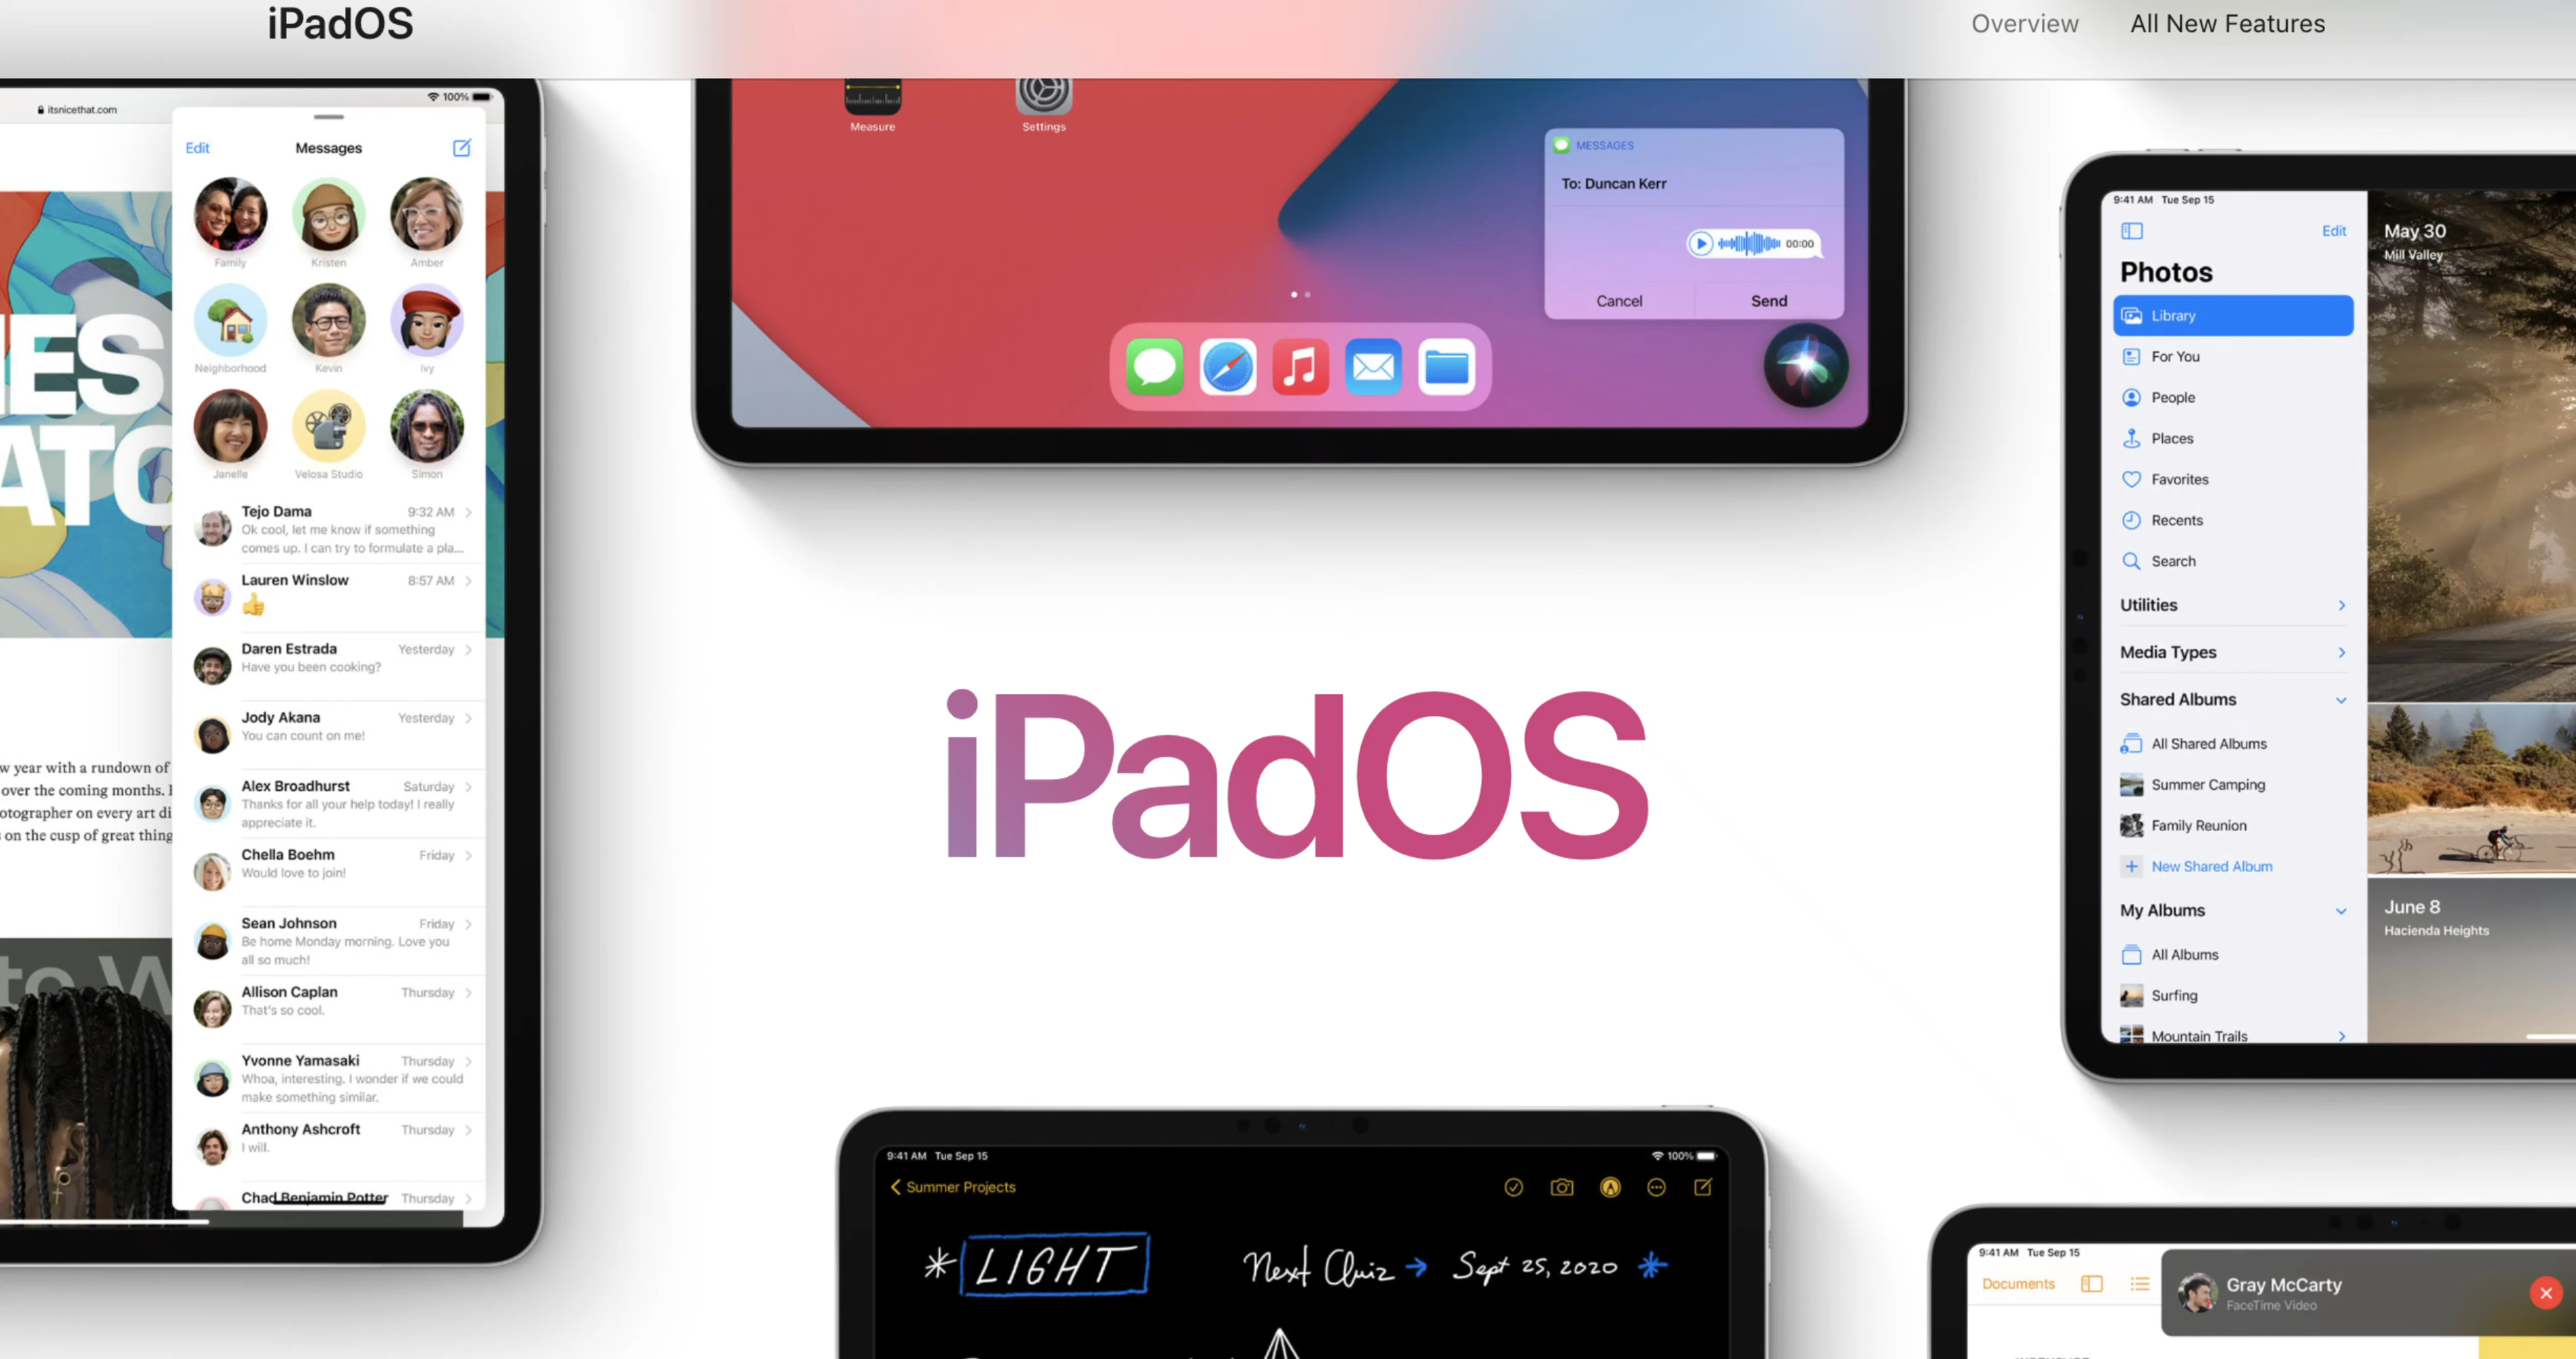 iPadOS
Overview
All New Features
itsnicethat.com
100%
Edit
Messages
Family
Kristen
Amber
Neighborhood
Kevin
Ivy
Janelle
Velosa Studio
Simon
Tejo Dama
9:32 AM
Ok cool, let me know if something
comes up. I can try to formulate a pla...
Lauren Winslow
8:57 AM
Daren Estrada
Yesterday
Have you been cooking?
Jody Akana
Yesterday
You can count on me!
Alex Broadhurst
Saturday
Thanks for all your help today! I really
appreciate it.
Chella Boehm
Friday
Would love to join!
Sean Johnson
Friday
Be home Monday morning. Love you
all so much!
Allison Caplan
Thursday
That's so cool.
Yvonne Yamasaki
Thursday
Whoa, interesting. I wonder if we could
make something similar.
Anthony Ashcroft
Thursday
I will.
Chad Benjamin Potter
Thursday
ES
ATO
w year with a rundown of
over the coming months.
otographer on every art di
on the cusp of great thing
to W
Measure
Settings
MESSAGES
To: Duncan Kerr
00:00
Cancel
Send
iPadOS
9:41 AM Tue Sep 15
Edit
Photos
Library
For You
People
Places
Favorites
Recents
Search
Utilities
Media Types
Shared Albums
All Shared Albums
Summer Camping
Family Reunion
New Shared Album
My Albums
All Albums
Surfing
Mountain Trails
May 30
Mill Valley
June 8
Hacienda Heights
9:41 AM Tue Sep 15
100%
Summer Projects
* LIGHT
Next Quiz → Sept 25, 2020 *
9:41 AM Tue Sep 15
Documents
Gray McCarty
FaceTime Video